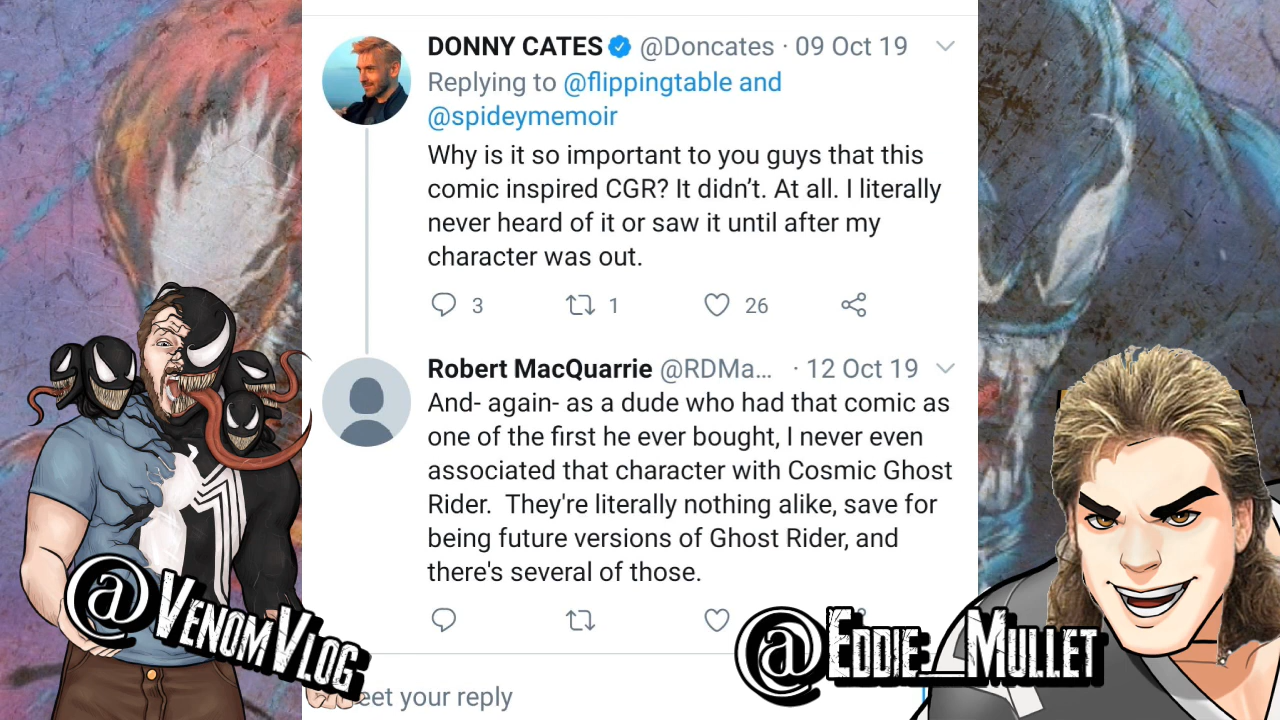 DONNY CATES @Doncates · 09 Oct 19
Replying to @flippingtable and
@spideymemoir
Why is it so important to you guys that this
comic inspired CGR? It didn’t. At all. I literally
never heard of it or saw it until after my
character was out.
3 1 26
Robert MacQuarrie @RDMa... · 12 Oct 19
And- again- as a dude who had that comic as
one of the first he ever bought, I never even
associated that character with Cosmic Ghost
Rider. They're literally nothing alike, save for
being future versions of Ghost Rider, and
there's several of those.
@VenomVlog
@Eddie_Mullet
eet your reply